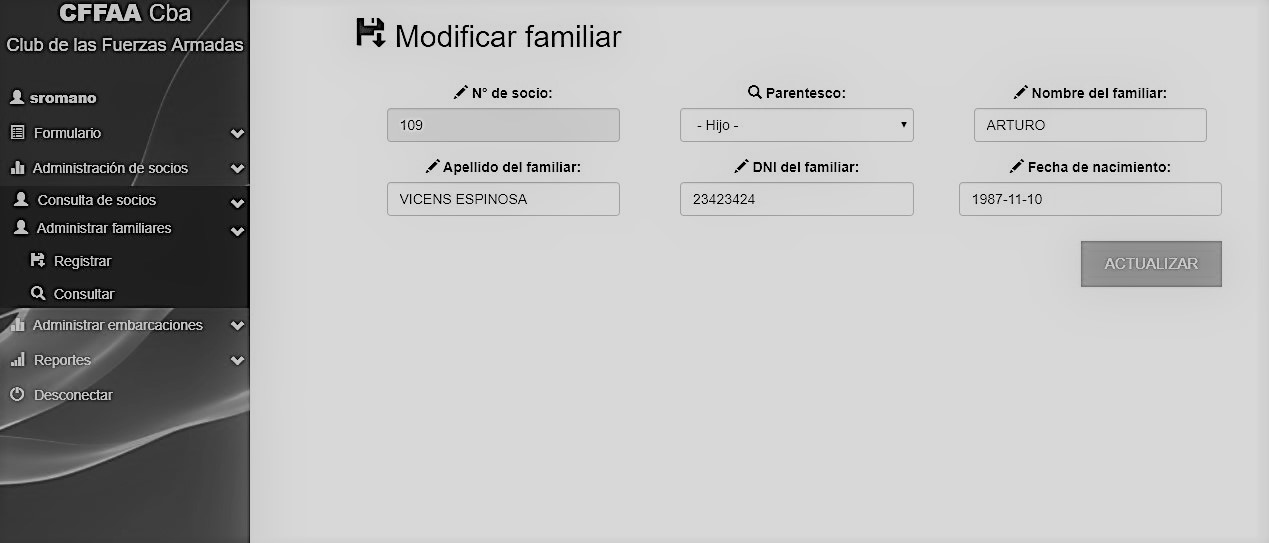 CFFAA Cba
Club de las Fuerzas Armadas
sromano
Formulario
Administración de socios
Consulta de socios
Administrar familiares
Registrar
Consultar
Administrar embarcaciones
Reportes
Desconectar
Modificar familiar
N° de socio:
Parentesco:
Nombre del familiar:
109
- Hijo -
ARTURO
Apellido del familiar:
DNI del familiar:
Fecha de nacimiento:
VICENS ESPINOSA
23423424
1987-11-10
ACTUALIZAR